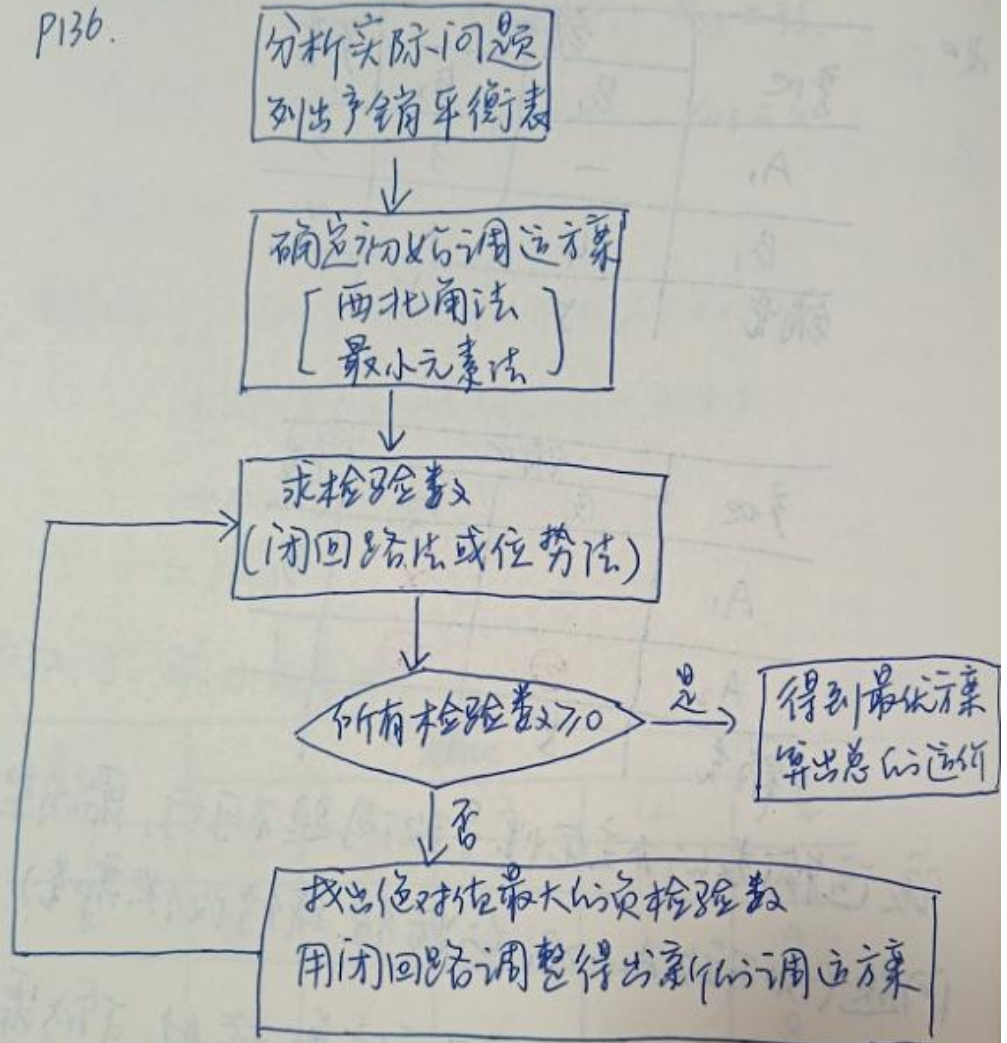 P136.
分析实际问题
列出产销平衡表
确定初始调运方案
西北角法
最小元素法
求检验数
(闭回路法或位势法)
所有检验数≥0
是
得到最优方案
算出总的运价
否
找出绝对值最大的负检验数
用闭回路调整得出新的调运方案